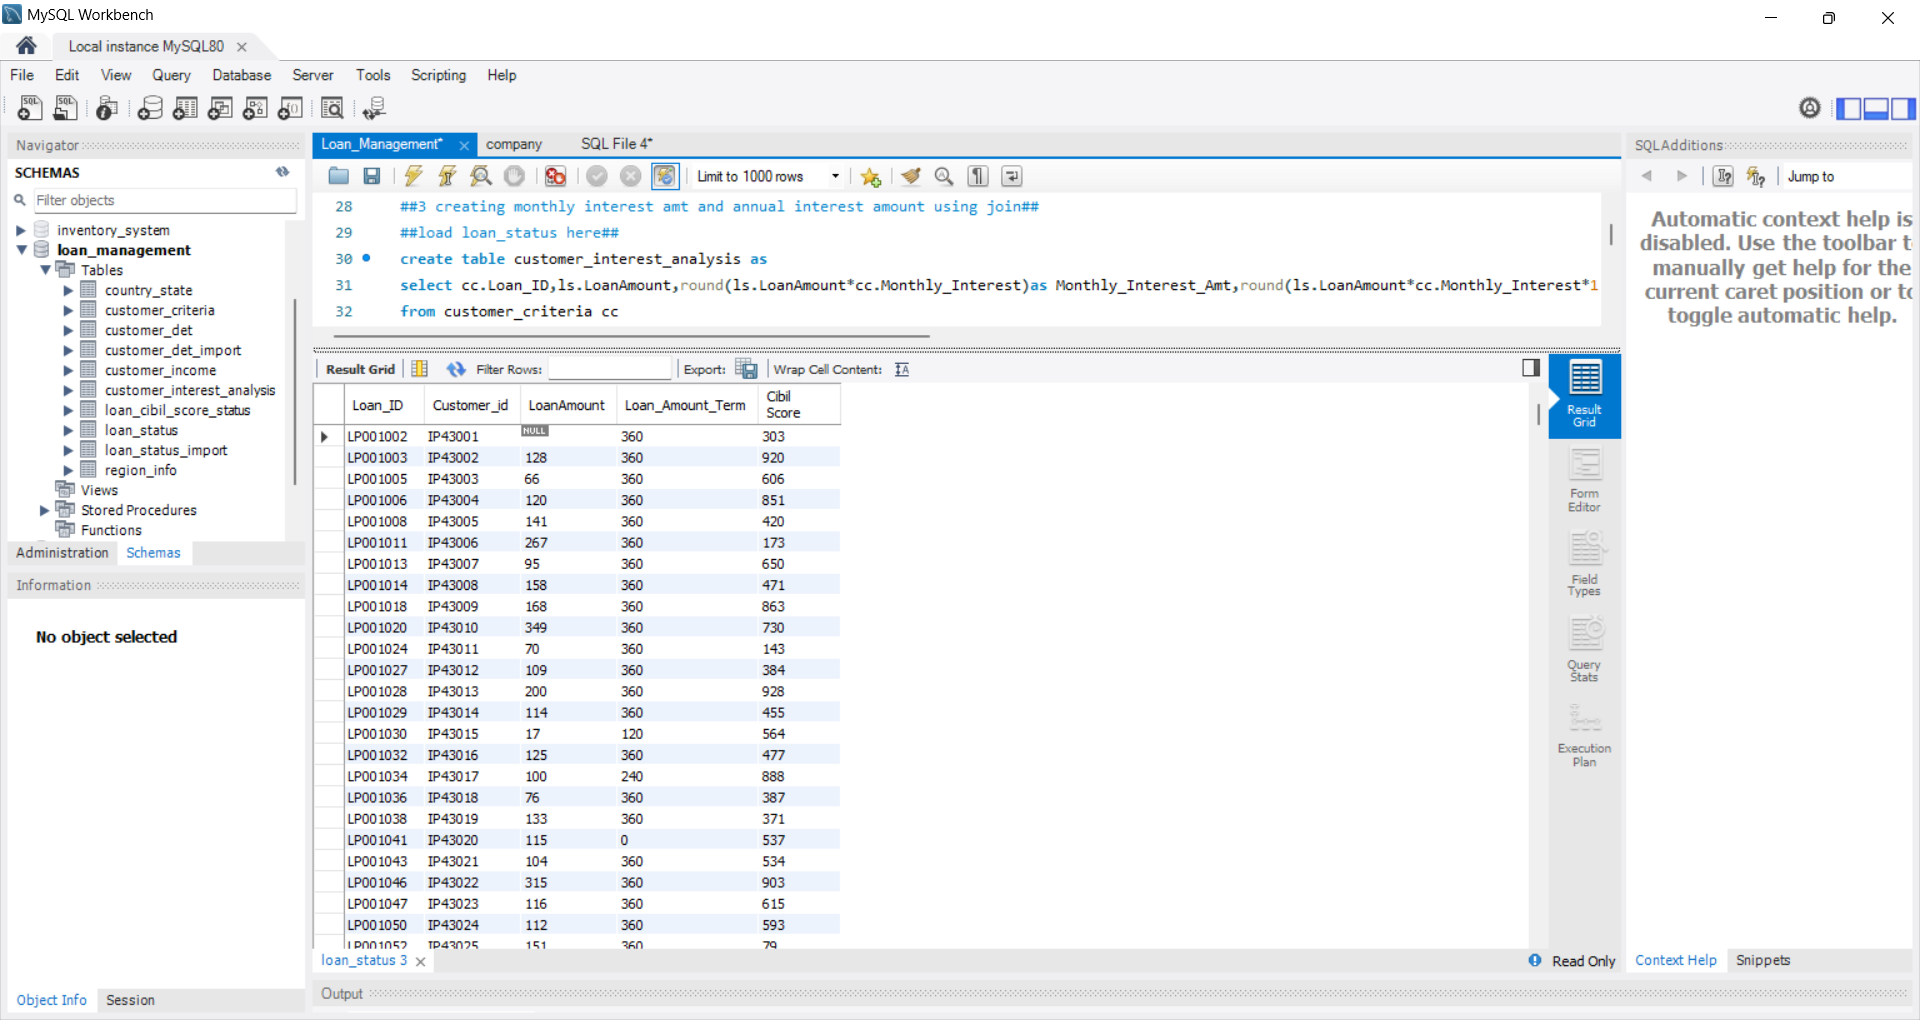 MySQL Workbench
Local instance MySQL80
File Edit View Query Database Server Tools Scripting Help
Navigator
SCHEMAS
Filter objects
inventory_system
loan_management
Tables
country_state
customer_criteria
customer_det
customer_det_import
customer_income
customer_interest_analysis
loan_cibil_score_status
loan_status
loan_status_import
region_info
Views
Stored Procedures
Functions
Administration Schemas
Information
No object selected
Object Info Session
Loan_Management* company SQL File 4*
Limit to 1000 rows
28 ##3 creating monthly interest amt and annual interest amount using join##
29 ##load loan_status here##
30 create table customer_interest_analysis as
31 select cc.Loan_ID,ls.LoanAmount,round(ls.LoanAmount*cc.Monthly_Interest)as Monthly_Interest_Amt,round(ls.LoanAmount*cc.Monthly_Interest*1
32 from customer_criteria cc
Result Grid Filter Rows: Export: Wrap Cell Content:
Loan_ID Customer_id LoanAmount Loan_Amount_Term Cibil Score
LP001002 IP43001 NULL 360 303
LP001003 IP43002 128 360 920
LP001005 IP43003 66 360 606
LP001006 IP43004 120 360 851
LP001008 IP43005 141 360 420
LP001011 IP43006 267 360 173
LP001013 IP43007 95 360 650
LP001014 IP43008 158 360 471
LP001018 IP43009 168 360 863
LP001020 IP43010 349 360 730
LP001024 IP43011 70 360 143
LP001027 IP43012 109 360 384
LP001028 IP43013 200 360 928
LP001029 IP43014 114 360 455
LP001030 IP43015 17 120 564
LP001032 IP43016 125 360 477
LP001034 IP43017 100 240 888
LP001036 IP43018 76 360 387
LP001038 IP43019 133 360 371
LP001041 IP43020 115 0 537
LP001043 IP43021 104 360 534
LP001046 IP43022 315 360 903
LP001047 IP43023 116 360 615
LP001050 IP43024 112 360 593
LP001052 IP43025 151 360 79
Result Grid
Form Editor
Field Types
Query Stats
Execution Plan
loan_status 3
Read Only
Output
SQLAdditions
Jump to
Automatic context help is
disabled. Use the toolbar t
manually get help for the
current caret position or to
toggle automatic help.
Context Help Snippets